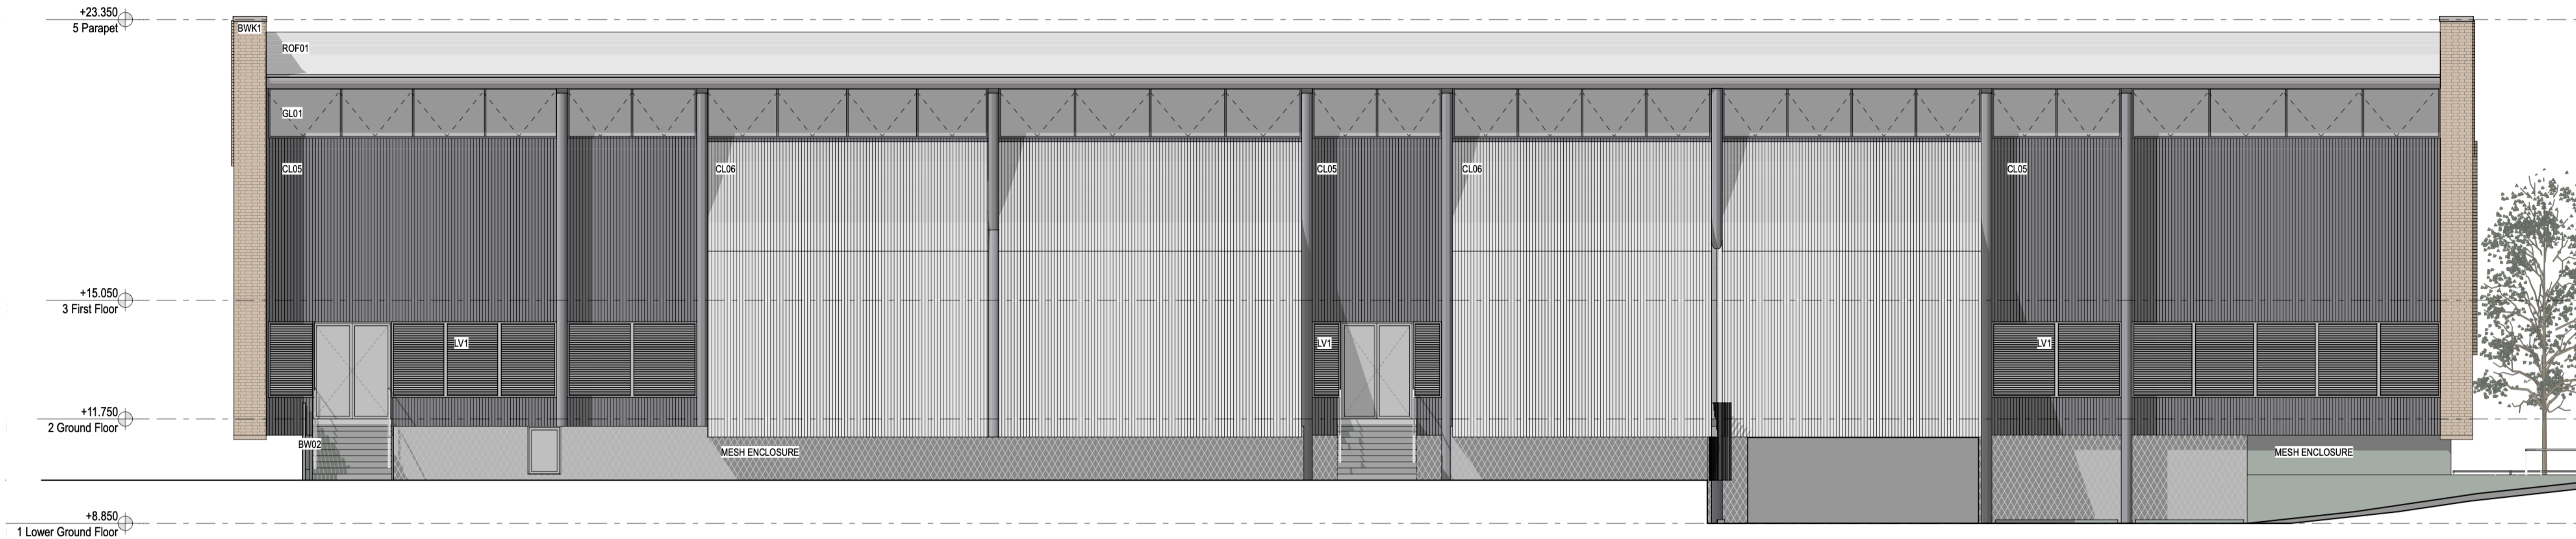 +23.350
5 Parapet
BWK1
ROF01
GL01
CL05
CL06
CL05
CL06
CL05
+15.050
3 First Floor
LV1
LV1
LV1
+11.750
2 Ground Floor
BW02
MESH ENCLOSURE
MESH ENCLOSURE
+8.850
1 Lower Ground Floor